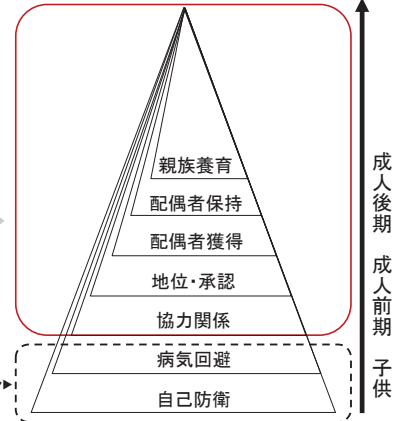 親族養育
配偶者保持
配偶者獲得
地位・承認
協力関係
病気回避
自己防衛
成人後期
成人前期
子供